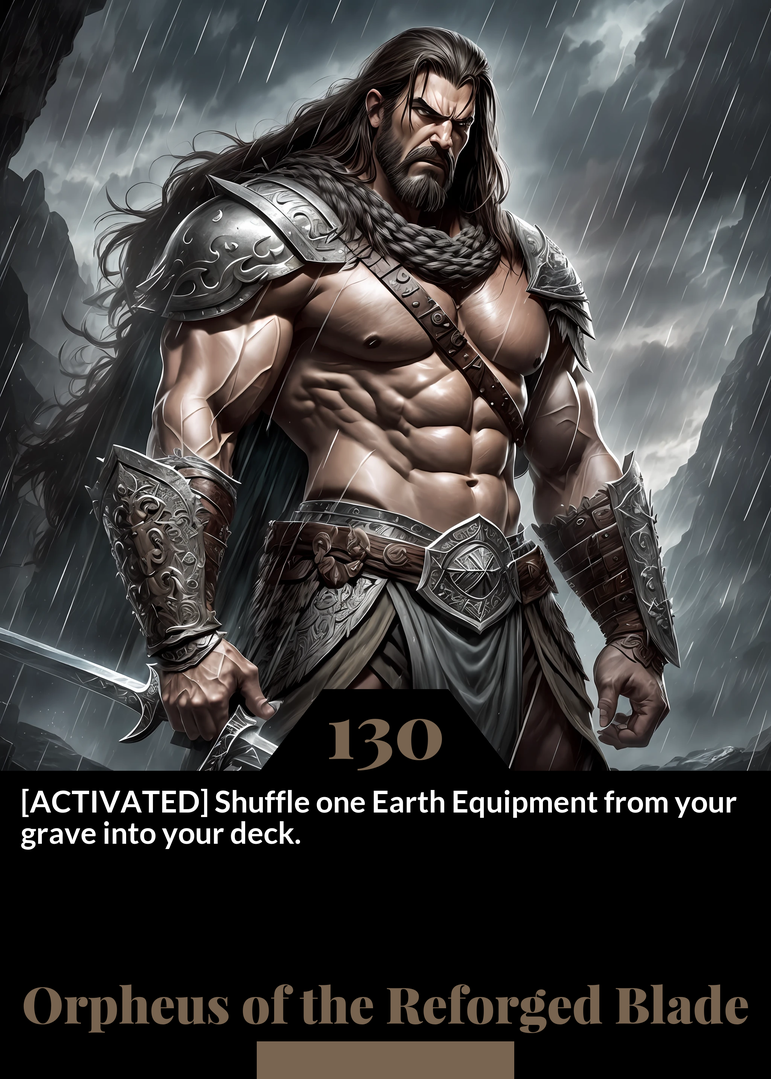 130
[ACTIVATED] Shuffle one Earth Equipment from your
grave into your deck.
Orpheus of the Reforged Blade